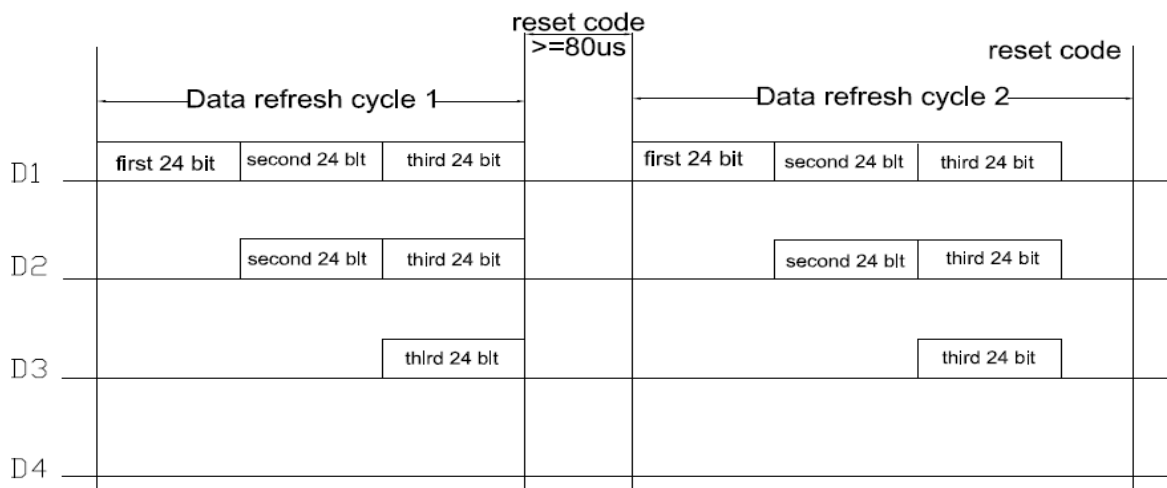 reset code
>=80us
reset code
Data refresh cycle 1
Data refresh cycle 2
D1 first 24 bit second 24 blt third 24 bit first 24 bit second 24 blt third 24 bit
D2 second 24 blt third 24 bit second 24 blt third 24 bit
D3 thlrd 24 blt third 24 bit
D4